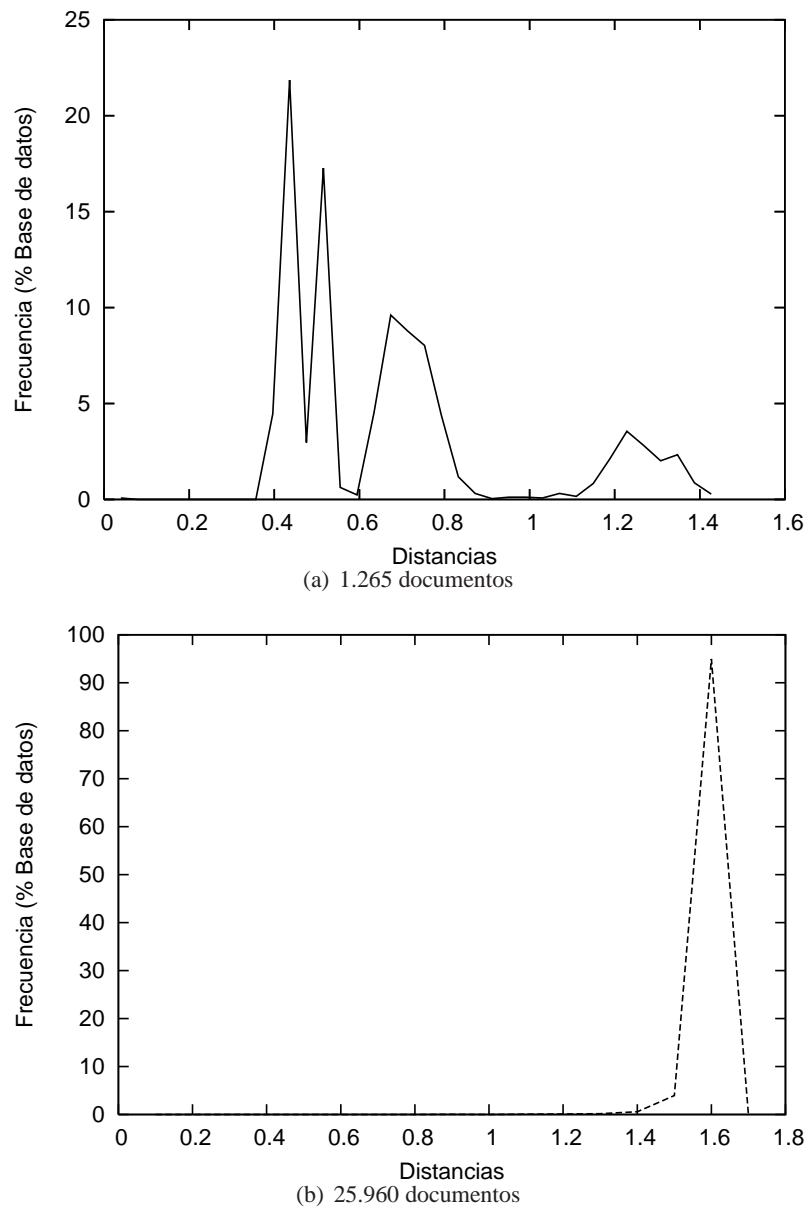 25
20
15
10
5
0
Frecuencia (% Base de datos)
0 0.2 0.4 0.6 0.8 1 1.2 1.4 1.6
Distancias
(a) 1.265 documentos
100
90
80
70
60
50
40
30
20
10
0
Frecuencia (% Base de datos)
0 0.2 0.4 0.6 0.8 1 1.2 1.4 1.6 1.8
Distancias
(b) 25.960 documentos